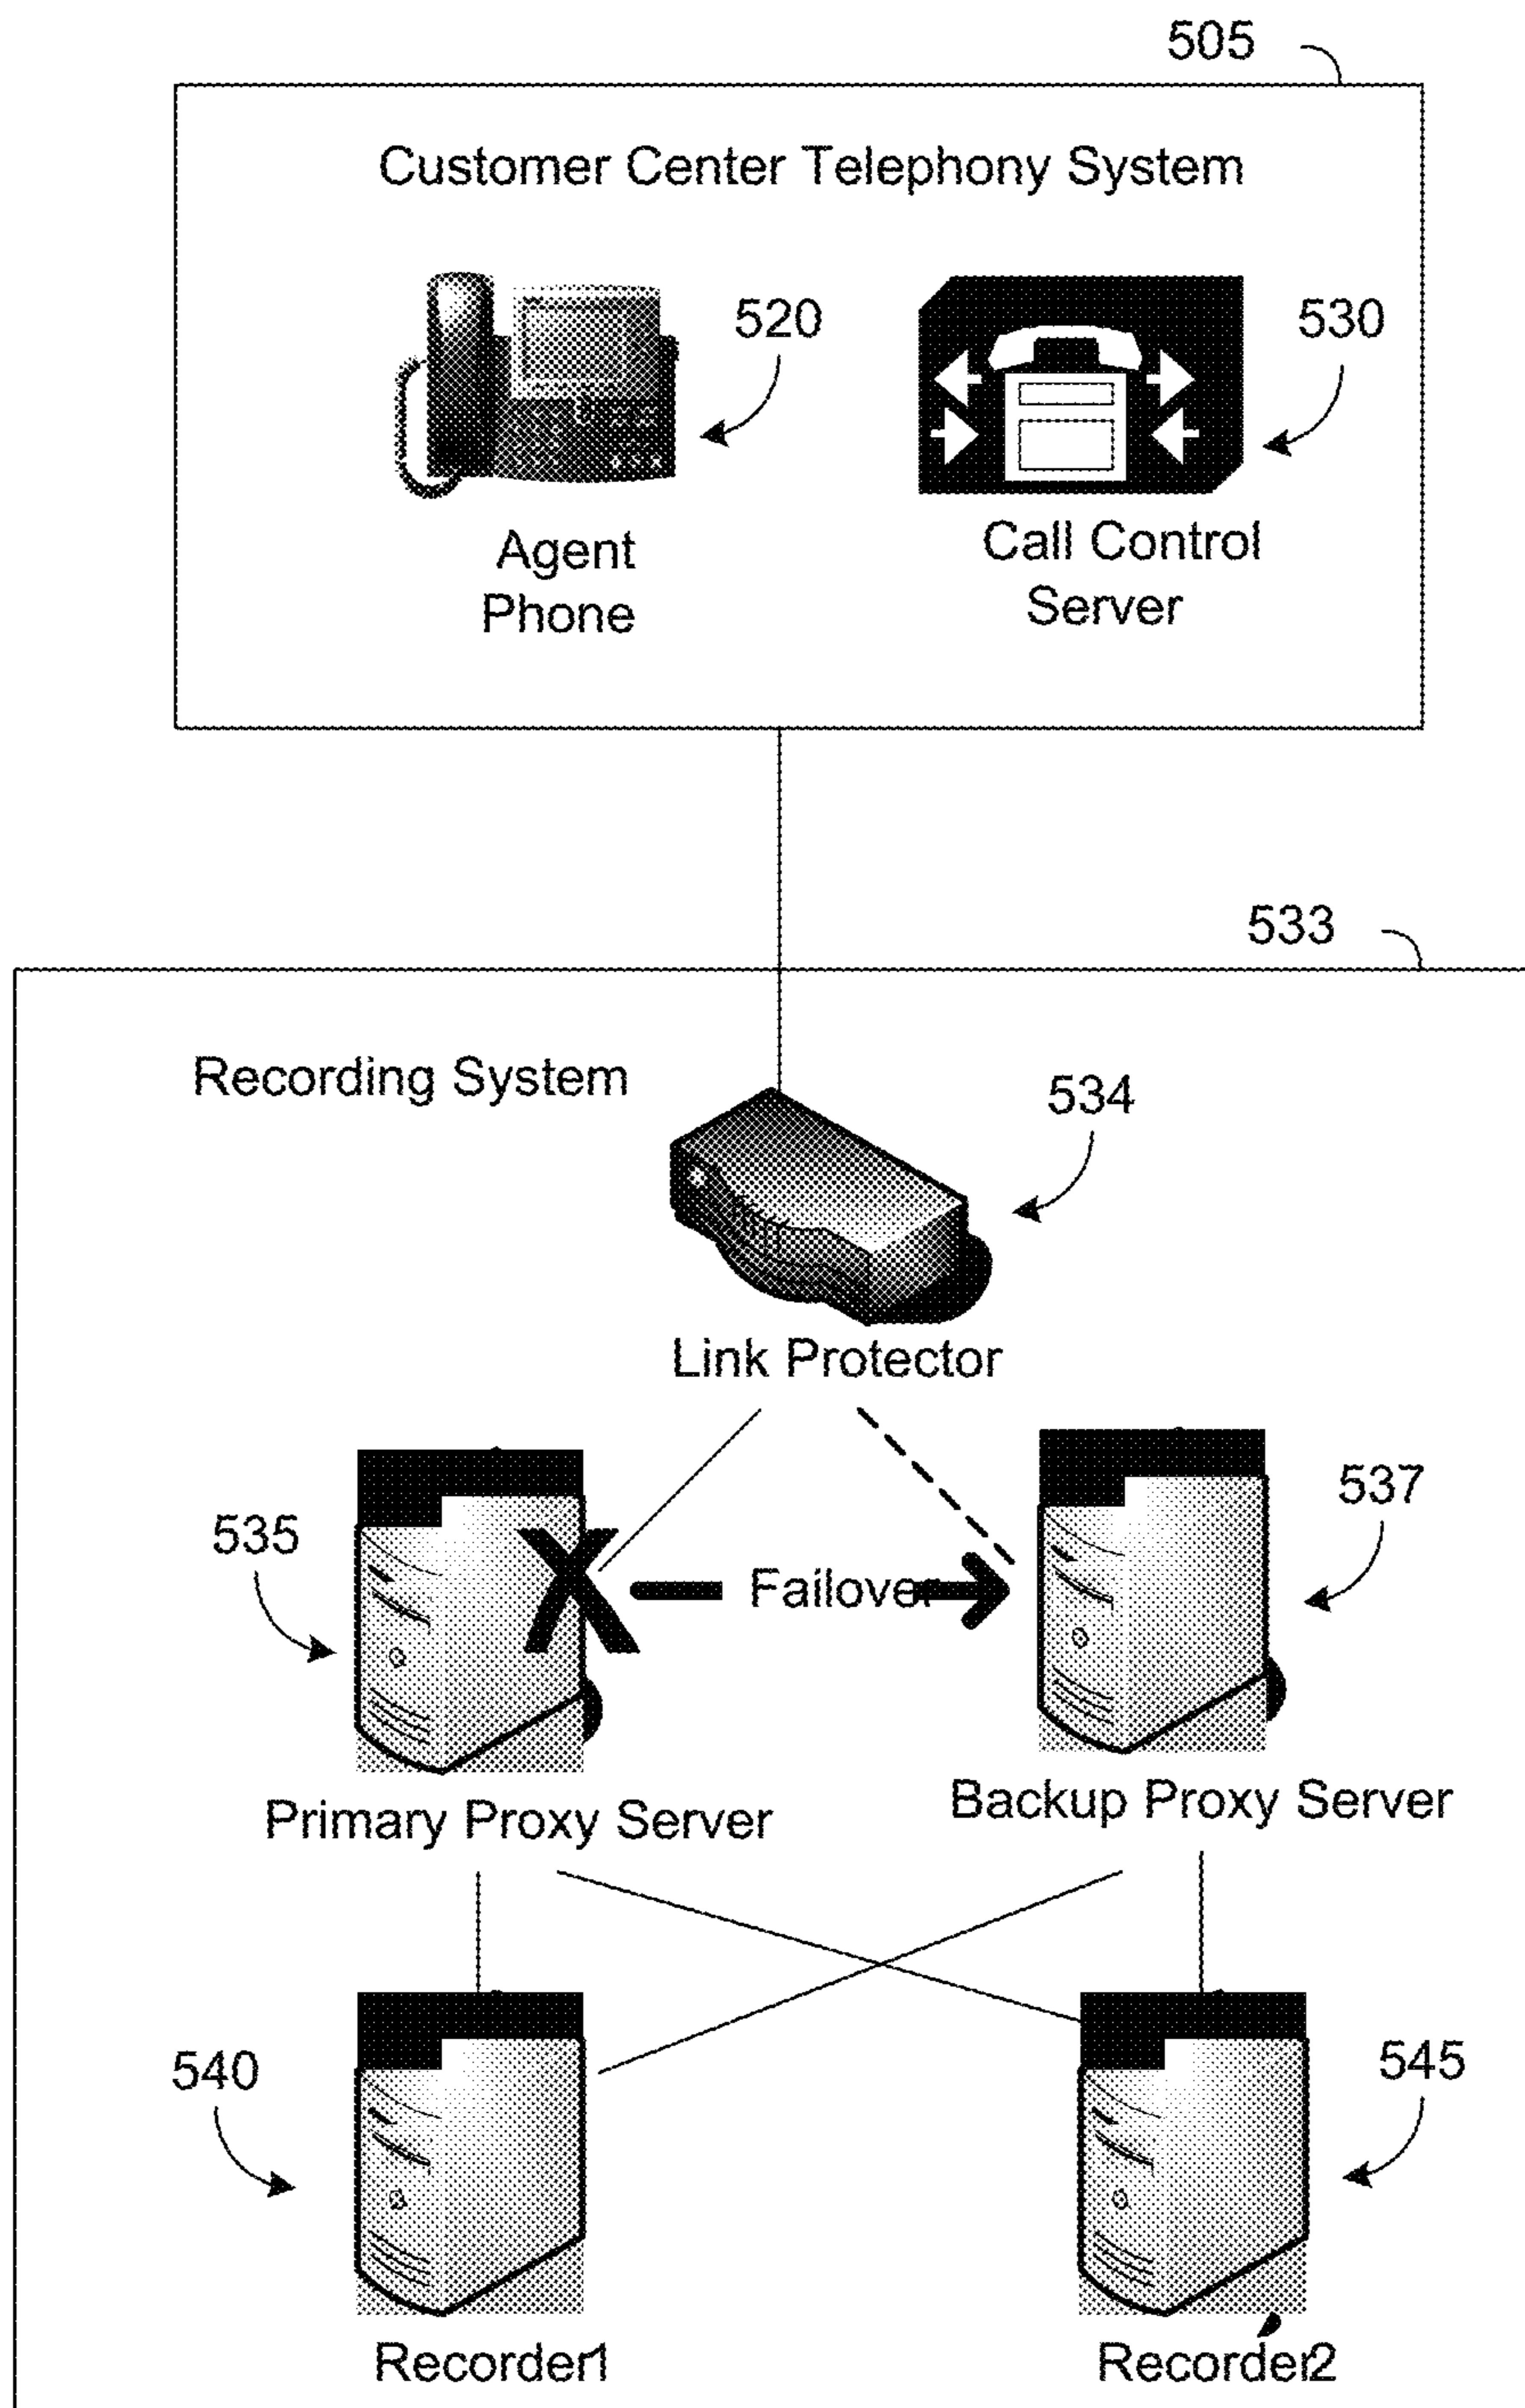 505
Customer Center Telephony System
520
530
Agent
Phone
Call Control
Server
533
Recording System
534
Link Protector
535
537
X
Failover
Primary Proxy Server
Backup Proxy Server
540
545
Recorder1
Recorder2